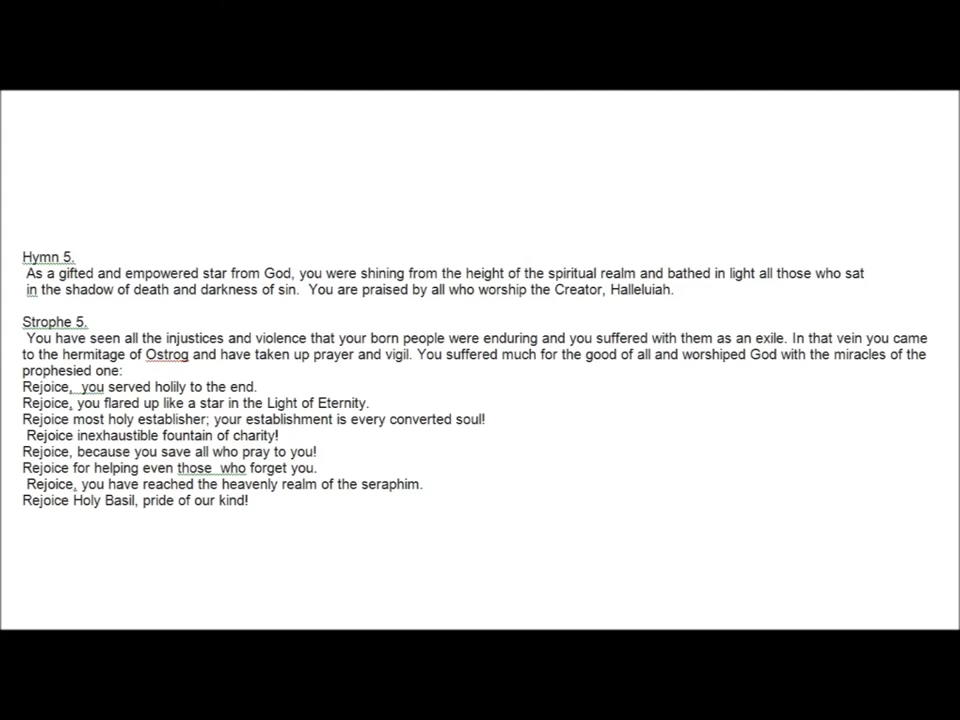 Hymn 5.
As a gifted and empowered star from God, you were shining from the height of the spiritual realm and bathed in light all those who sat
in the shadow of death and darkness of sin.  You are praised by all who worship the Creator, Halleluiah.
Strophe 5.
You have seen all the injustices and violence that your born people were enduring and you suffered with them as an exile. In that vein you came
to the hermitage of Ostrog and have taken up prayer and vigil. You suffered much for the good of all and worshiped God with the miracles of the
prophesied one:
Rejoice,  you served holily to the end.
Rejoice, you flared up like a star in the Light of Eternity.
Rejoice most holy establisher; your establishment is every converted soul!
Rejoice inexhaustible fountain of charity!
Rejoice, because you save all who pray to you!
Rejoice for helping even those  who forget you.
Rejoice, you have reached the heavenly realm of the seraphim.
Rejoice Holy Basil, pride of our kind!